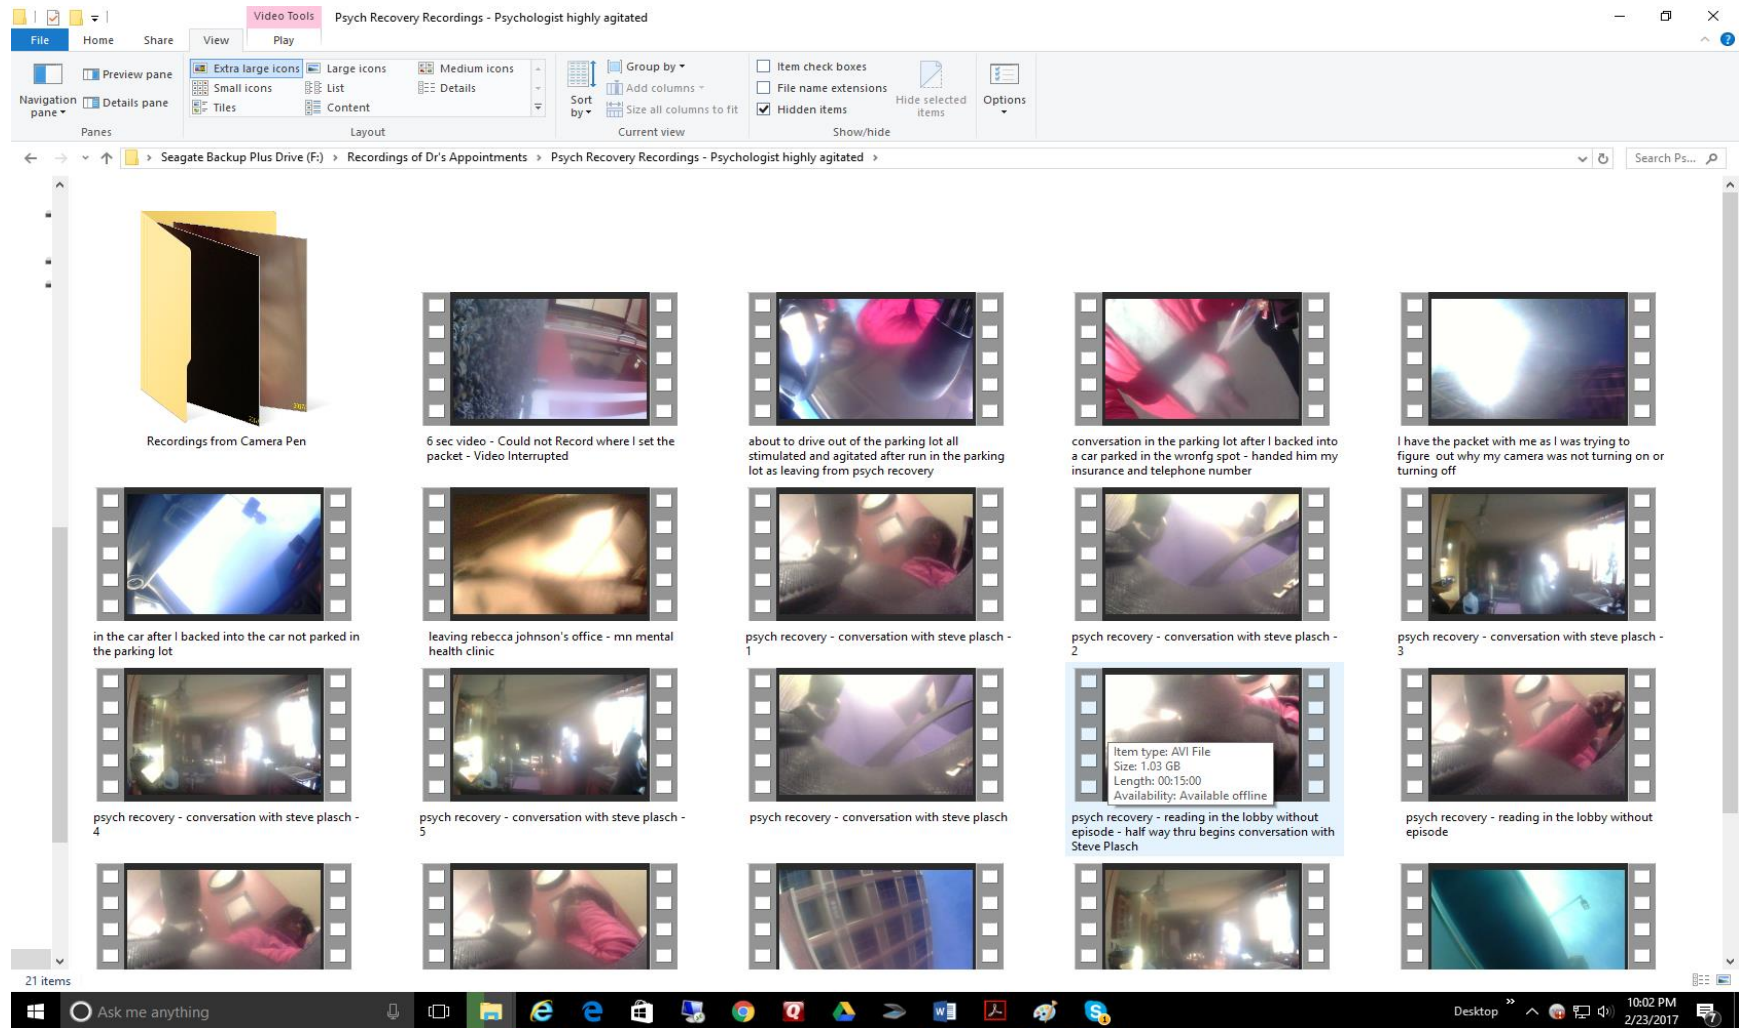 Video Tools
Psych Recovery Recordings - Psychologist highly agitated
File
Home
Share
View
Play
Navigation pane
Preview pane
Details pane
Panes
Extra large icons
Large icons
Medium icons
Small icons
List
Details
Tiles
Content
Layout
Sort by
Group by
Add columns
Size all columns to fit
Current view
Item check boxes
File name extensions
Hidden items
Hide selected items
Show/hide
Options
Seagate Backup Plus Drive (F:) > Recordings of Dr's Appointments > Psych Recovery Recordings - Psychologist highly agitated >
Search Ps...
Recordings from Camera Pen
6 sec video - Could not Record where I set the
packet - Video Interrupted
about to drive out of the parking lot all
stimulated and agitated after run in the parking
lot as leaving from psych recovery
conversation in the parking lot after I backed into
a car parked in the wronfg spot - handed him my
insurance and telephone number
I have the packet with me as I was trying to
figure out why my camera was not turning on or
turning off
in the car after I backed into the car not parked in
the parking lot
leaving rebecca johnson's office - mn mental
health clinic
psych recovery - conversation with steve plasch -
1
psych recovery - conversation with steve plasch -
2
psych recovery - conversation with steve plasch -
3
psych recovery - conversation with steve plasch -
4
psych recovery - conversation with steve plasch -
5
psych recovery - conversation with steve plasch
Item type: AVI File
Size: 1.03 GB
Length: 00:15:00
Availability: Available offline
psych recovery - reading in the lobby without
episode - half way thru begins conversation with
Steve Plasch
psych recovery - reading in the lobby without
episode
21 items
Ask me anything
Desktop
10:02 PM
2/23/2017